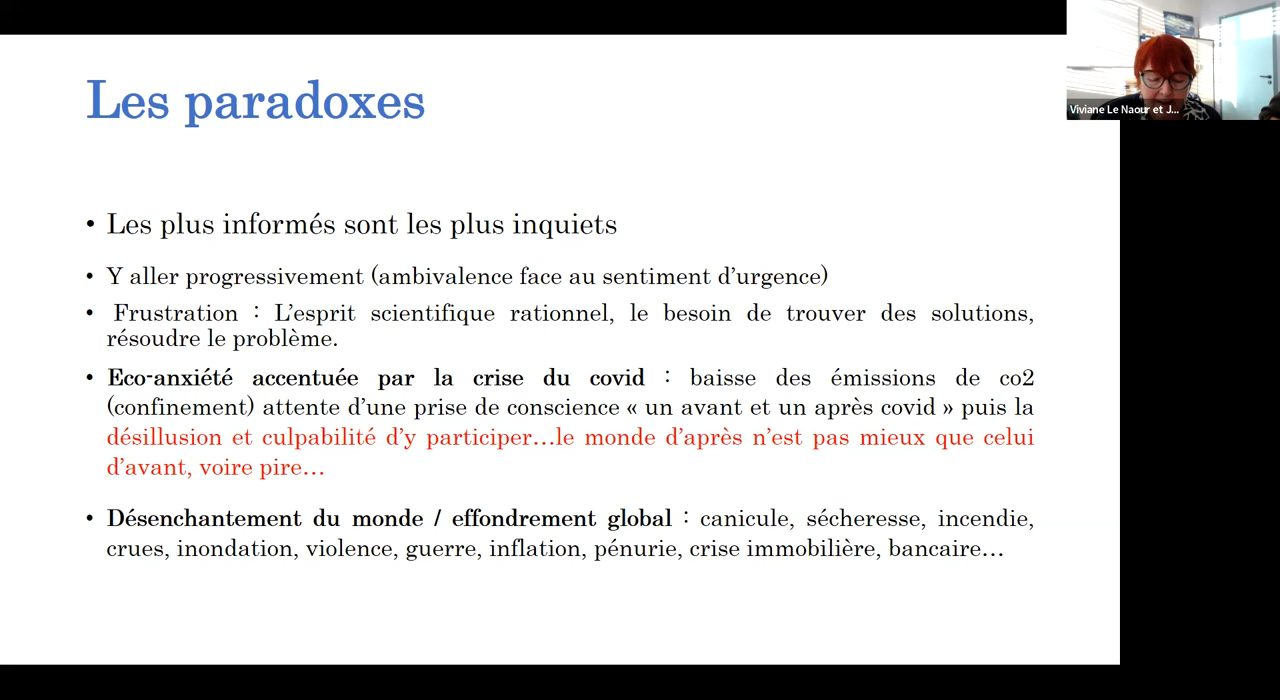 Les paradoxes
Viviane Le Naour et J...
• Les plus informés sont les plus inquiets
• Y aller progressivement (ambivalence face au sentiment d’urgence)
• Frustration : L’esprit scientifique rationnel, le besoin de trouver des solutions,
résoudre le problème.
• Eco-anxiété accentuée par la crise du covid : baisse des émissions de co2
(confinement) attente d’une prise de conscience « un avant et un après covid » puis la
désillusion et culpabilité d’y participer…le monde d’après n’est pas mieux que celui
d’avant, voire pire…
• Désenchantement du monde / effondrement global : canicule, sécheresse, incendie,
crues, inondation, violence, guerre, inflation, pénurie, crise immobilière, bancaire…